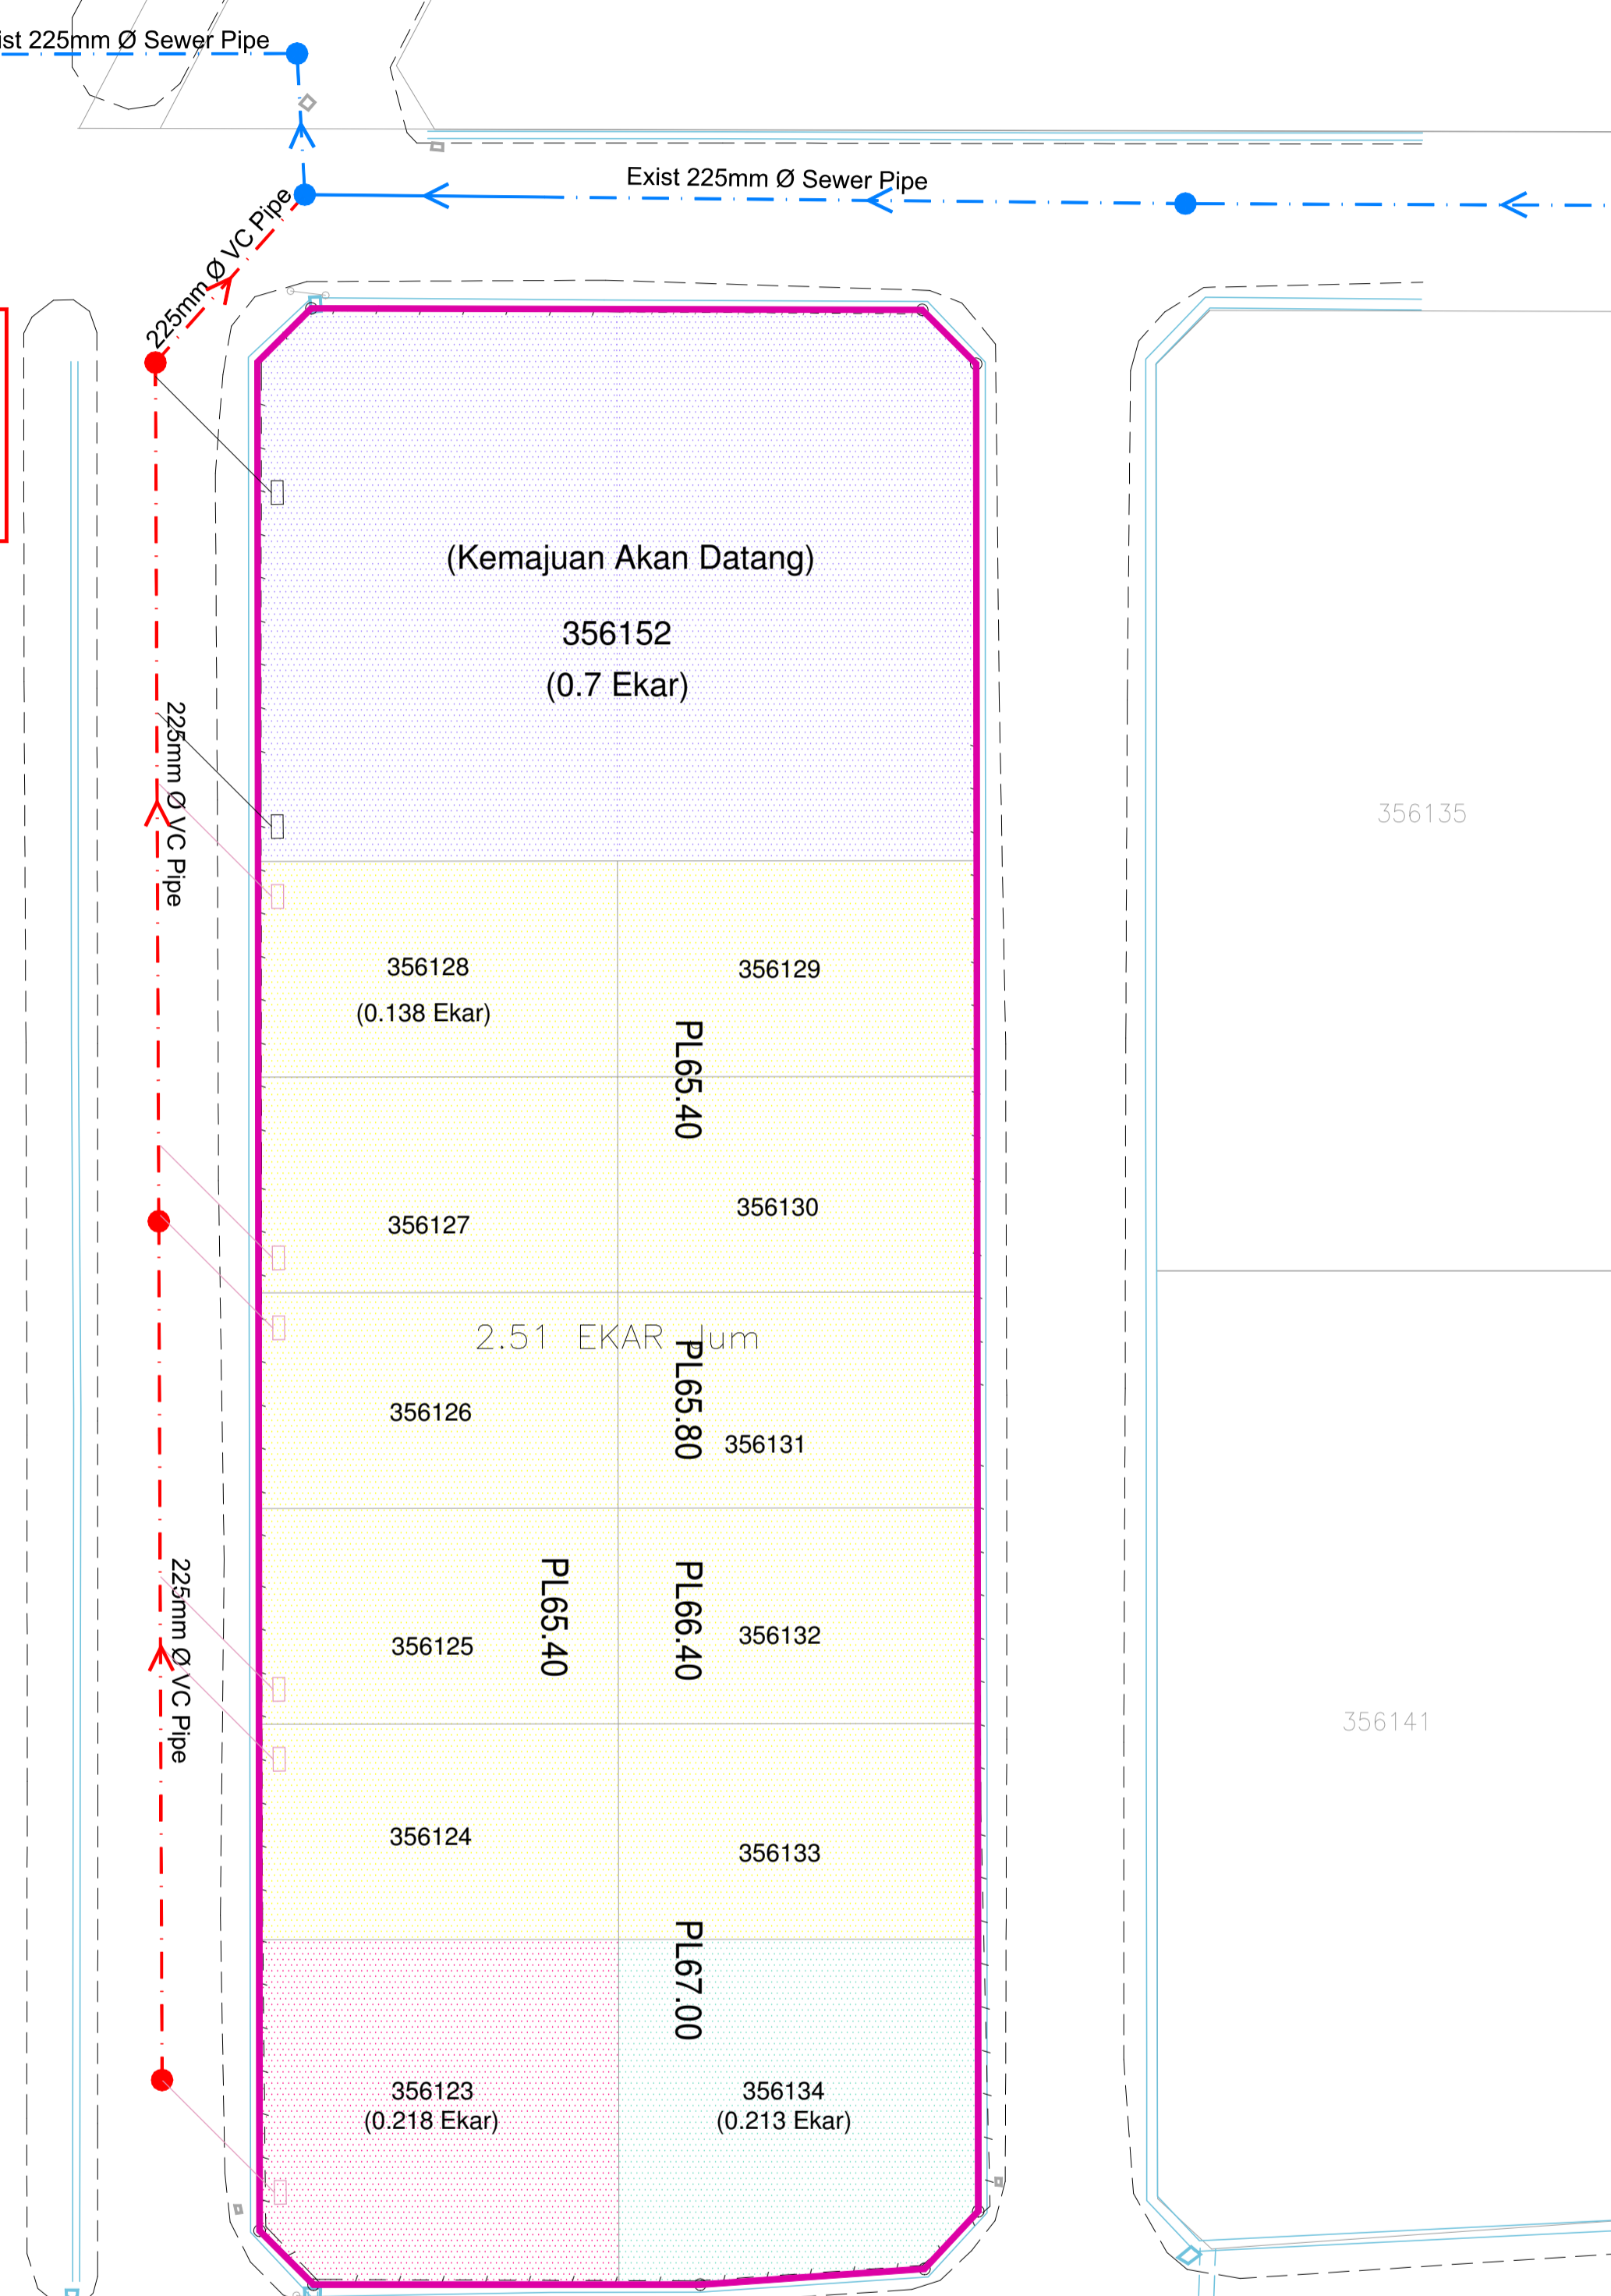 ist 225mm Ø Sewer Pipe
Exist 225mm Ø Sewer Pipe
225mm Ø VC Pipe
(Kemajuan Akan Datang)
356152
(0.7 Ekar)
225mm Ø VC Pipe
356135
356128
(0.138 Ekar)
356129
PL65.40
356127
356130
2.51 EKAR Jum
PL65.80
356126
356131
225mm Ø VC Pipe
PL65.40
PL66.40
356125
356132
356141
356124
356133
PL67.00
356123
(0.218 Ekar)
356134
(0.213 Ekar)